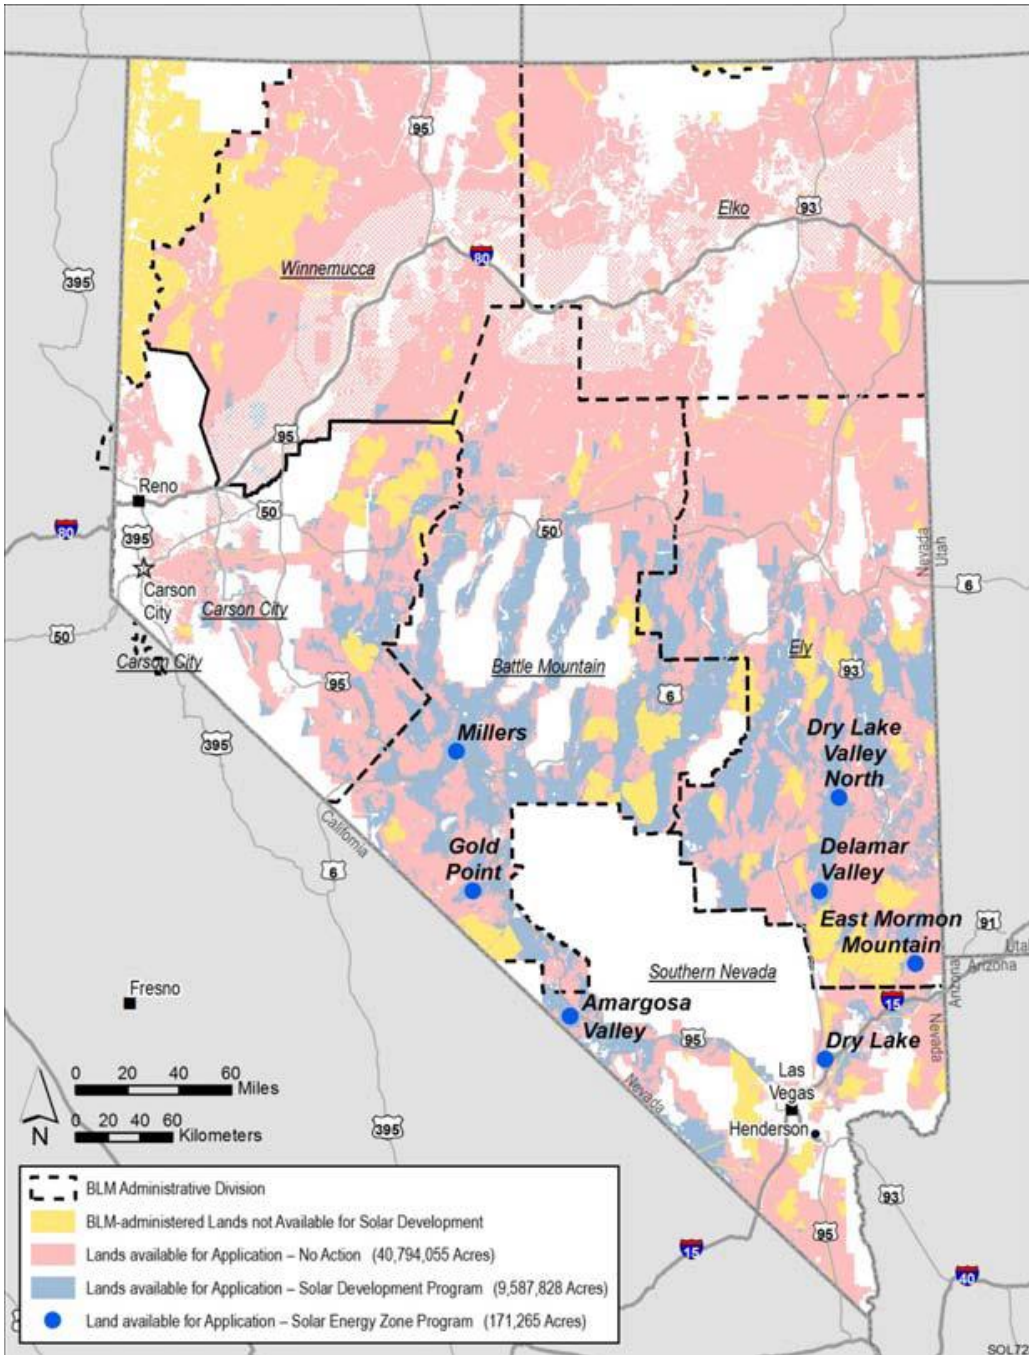 95
93
Elko
80
Winnemucca
395
95
Reno
50
50
80
395
Nevada
Utah
Carson
City
6
Carson City
50
Carson City
Battle Mountain
Ely
93
95
6
Dry Lake
Valley
North
Millers
395
California
Gold
Point
Delamar
Valley
6
East Mormon
Mountain
91
Utah
Arizona
Southern Nevada
Arizona
Nevada
Fresno
15
Amargosa
Valley
95
Dry Lake
0 20 40 60
Miles
Las
Vegas
Nevada
0 20 40 60
Kilometers
N
395
Henderson
BLM Administrative Division
93
BLM-administered Lands not Available for Solar Development
95
Lands available for Application – No Action (40,794,055 Acres)
15
Lands available for Application – Solar Development Program (9,587,828 Acres)
40
Land available for Application – Solar Energy Zone Program (171,265 Acres)
SOL72